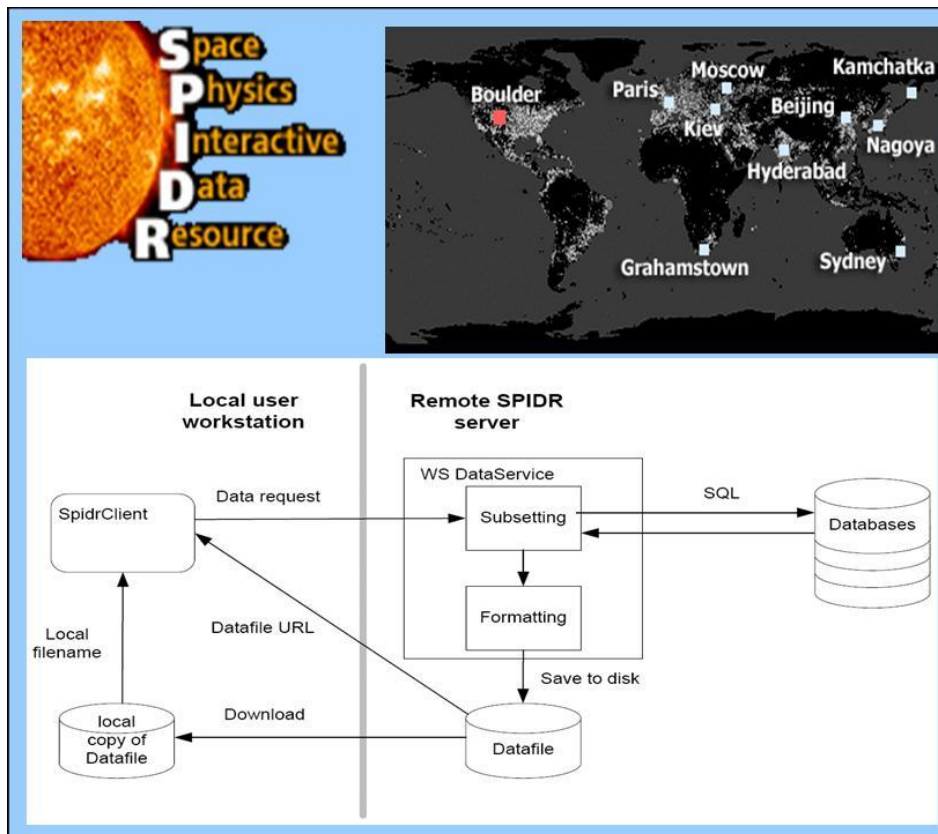 Space
Physics
Interactive
Data
Resource
Boulder
Paris
Moscow
Kamchatka
Kiev
Beijing
Nagoya
Hyderabad
Grahamstown
Sydney
Local user
workstation
Remote SPIDR
server
WS DataService
SpidrClient
Data request
Subsetting
SQL
Databases
Formatting
Local
filename
Datafile URL
Save to disk
local
copy of
Datafile
Download
Datafile